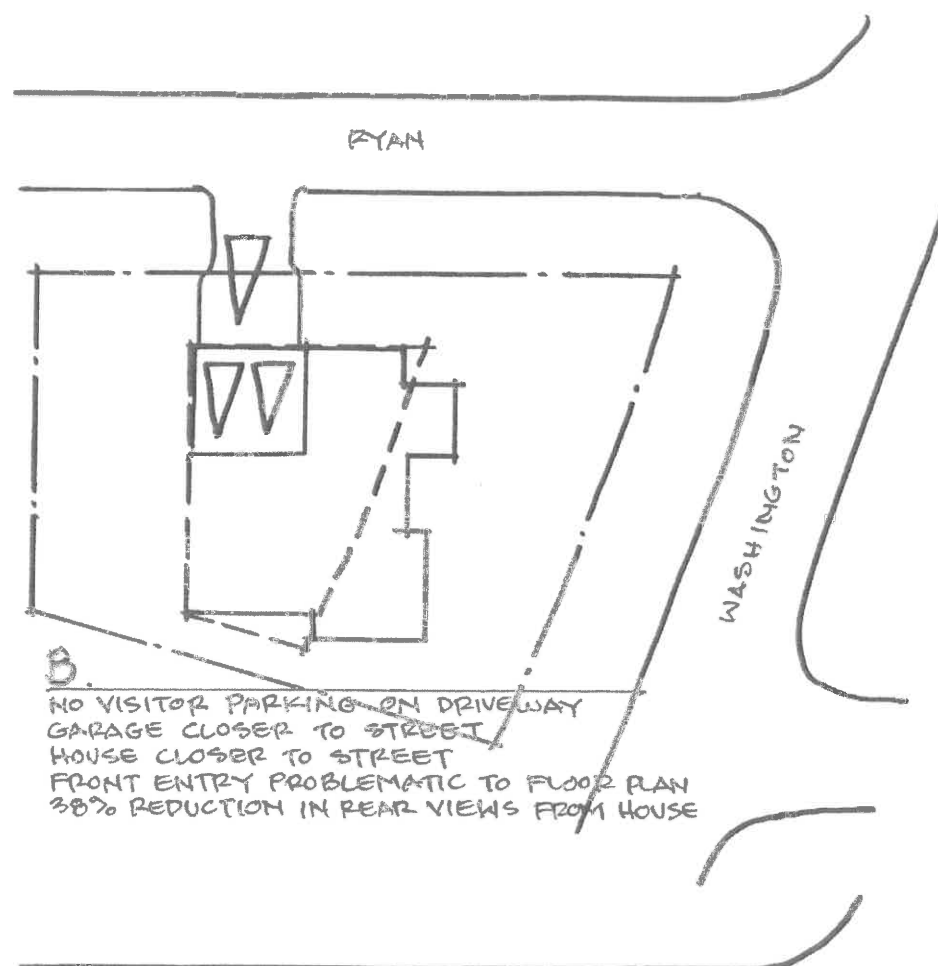 RYAN
WASHINGTON
B.
NO VISITOR PARKING ON DRIVEWAY
GARAGE CLOSER TO STREET
HOUSE CLOSER TO STREET
FRONT ENTRY PROBLEMATIC TO FLOOR PLAN
38% REDUCTION IN REAR VIEWS FROM HOUSE